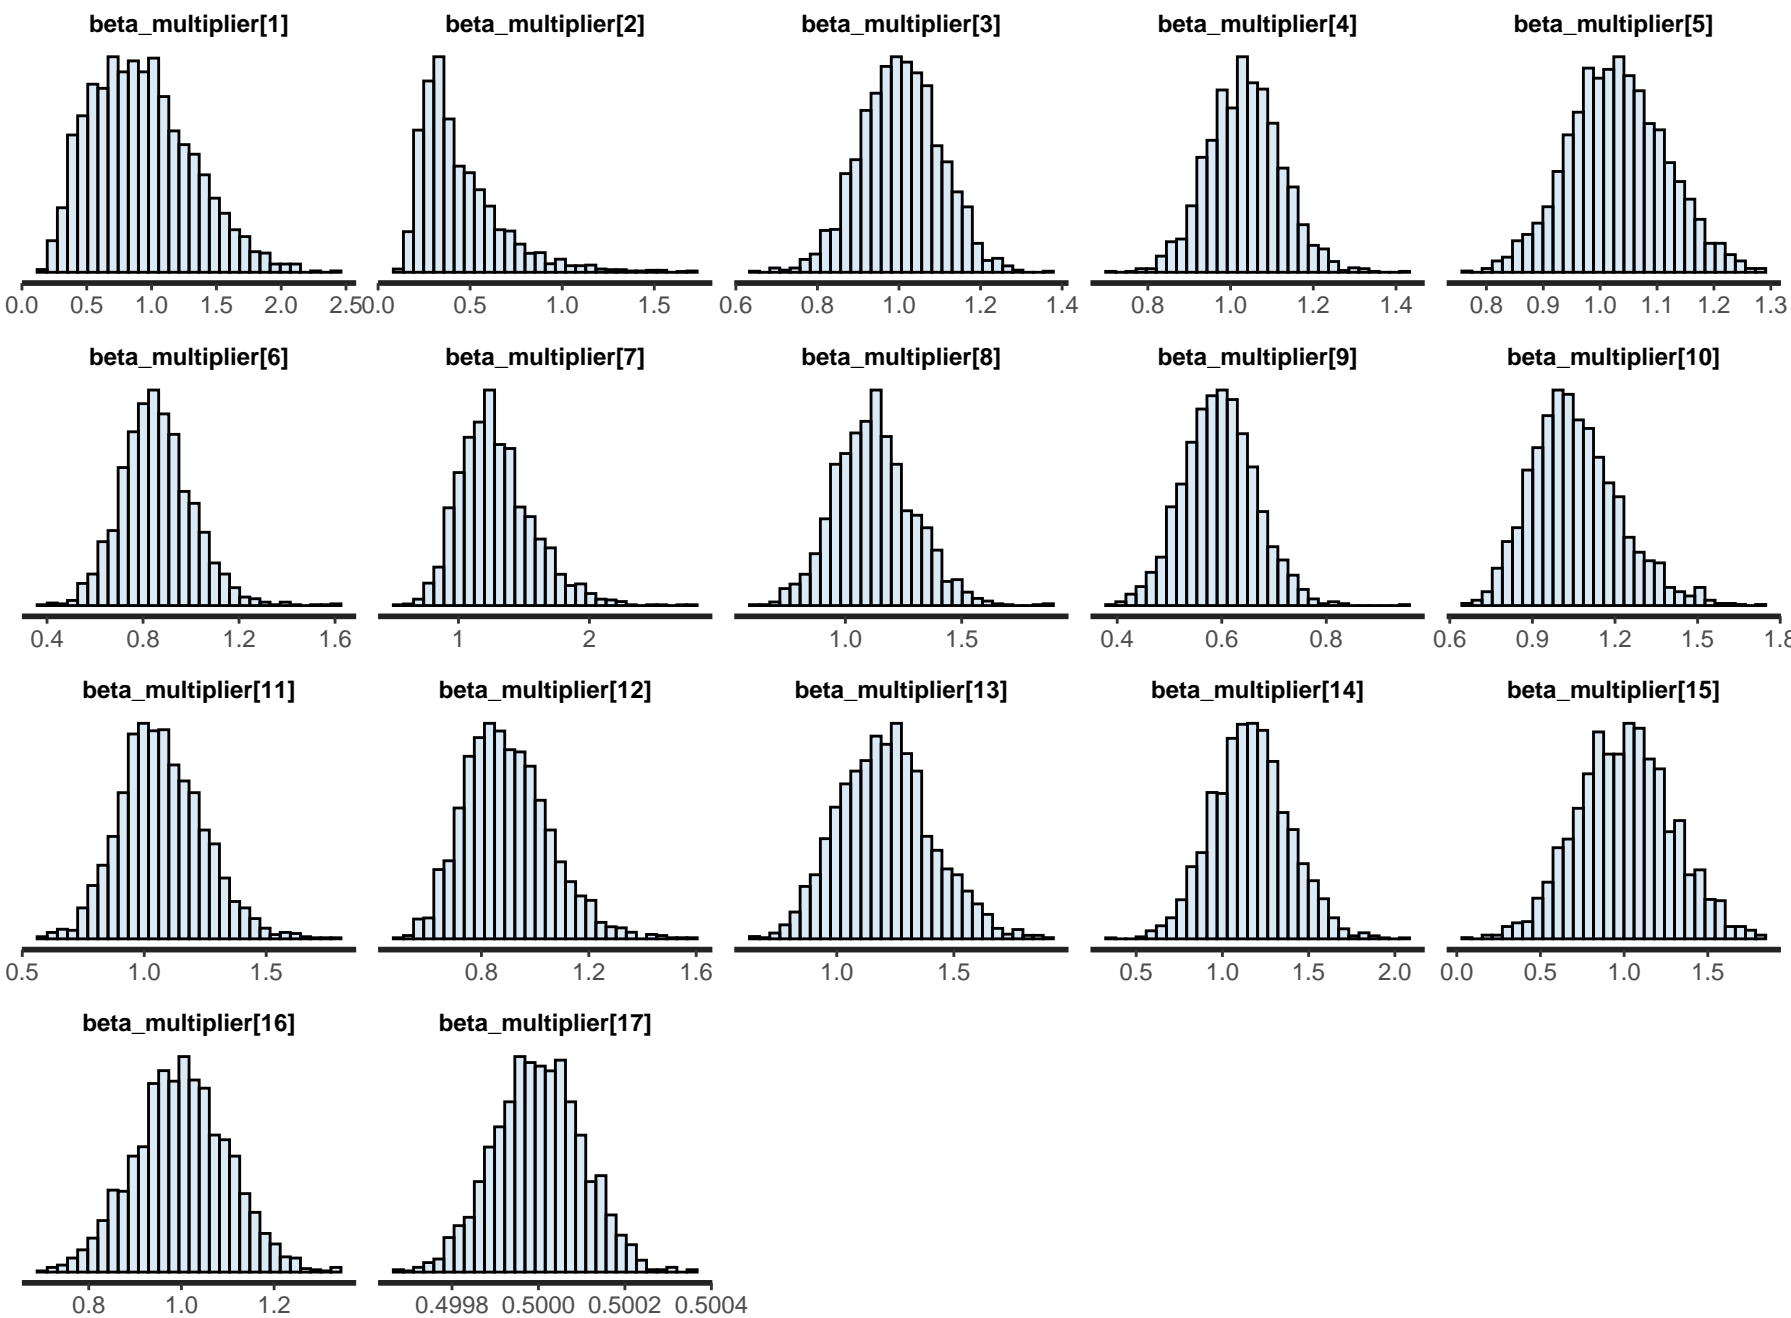 beta_multiplier[1] beta_multiplier[2] beta_multiplier[3] beta_multiplier[4] beta_multiplier[5]
0.0 0.5 1.0 1.5 2.0 2.5 0.0 0.5 1.0 1.5 0.6 0.8 1.0 1.2 1.4 0.8 1.0 1.2 1.4 0.8 0.9 1.0 1.1 1.2 1.3
beta_multiplier[6] beta_multiplier[7] beta_multiplier[8] beta_multiplier[9] beta_multiplier[10]
0.4 0.8 1.2 1.6 1 2 1.0 1.5 0.4 0.6 0.8 0.6 0.9 1.2 1.5 1.8
beta_multiplier[11] beta_multiplier[12] beta_multiplier[13] beta_multiplier[14] beta_multiplier[15]
0.5 1.0 1.5 0.8 1.2 1.6 1.0 1.5 0.5 1.0 1.5 2.0 0.0 0.5 1.0 1.5
beta_multiplier[16] beta_multiplier[17]
0.8 1.0 1.2 0.4998 0.5000 0.5002 0.5004